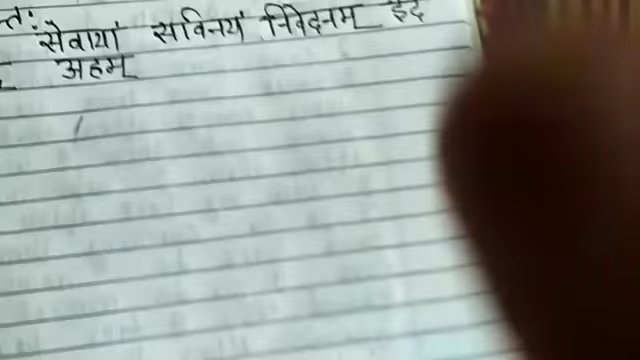 तः सेवायां सविनयं निवेदनम् इदं
अहम्